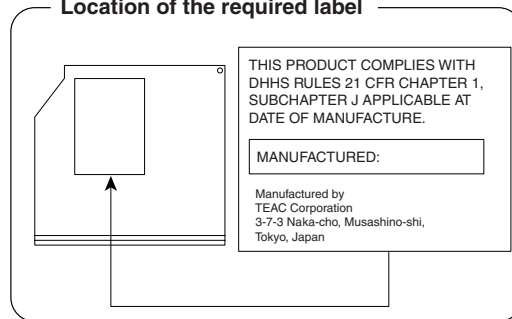 Location of the required label
THIS PRODUCT COMPLIES WITH
DHHS RULES 21 CFR CHAPTER 1,
SUBCHAPTER J APPLICABLE AT
DATE OF MANUFACTURE.
MANUFACTURED:
Manufactured by
TEAC Corporation
3-7-3 Naka-cho, Musashino-shi,
Tokyo, Japan